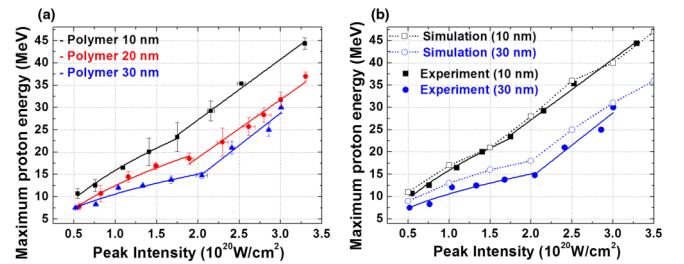 (a)
Maximum proton energy (MeV)
45
40
35
30
25
20
15
10
5
- Polymer 10 nm
- Polymer 20 nm
- Polymer 30 nm
0.0 0.5 1.0 1.5 2.0 2.5 3.0 3.5
Peak Intensity (10²⁰W/cm²)
(b)
Maximum proton energy (MeV)
45
40
35
30
25
20
15
10
5
Simulation (10 nm)
Simulation (30 nm)
Experiment (10 nm)
Experiment (30 nm)
0.0 0.5 1.0 1.5 2.0 2.5 3.0 3.5
Peak Intensity (10²⁰W/cm²)